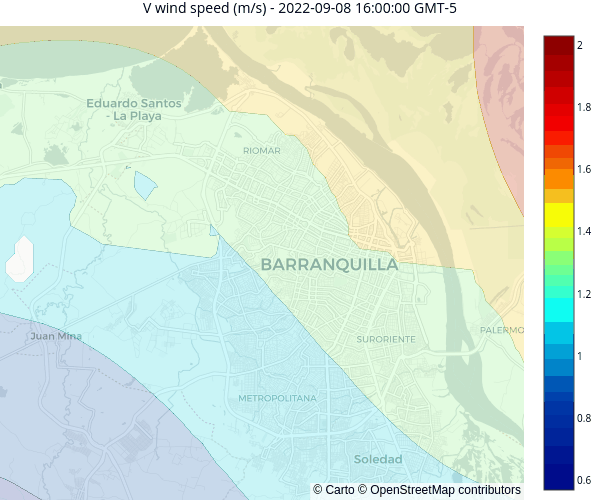 V wind speed (m/s) - 2022-09-08 16:00:00 GMT-5
Eduardo Santos
- La Playa
RIOMAR
BARRANQUILLA
Juan Mina
SURORIENTE
PALERMO
METROPOLITANA
Soledad
© Carto © OpenStreetMap contributors
2
1.8
1.6
1.4
1.2
1
0.8
0.6